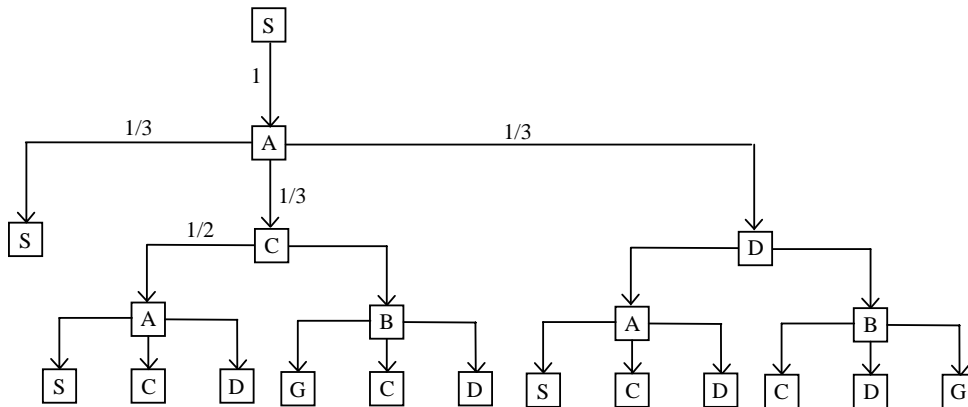 S
1
1/3 A 1/3
1/3
S 1/2 C D
A B A B
S C D G C D S C D C D G